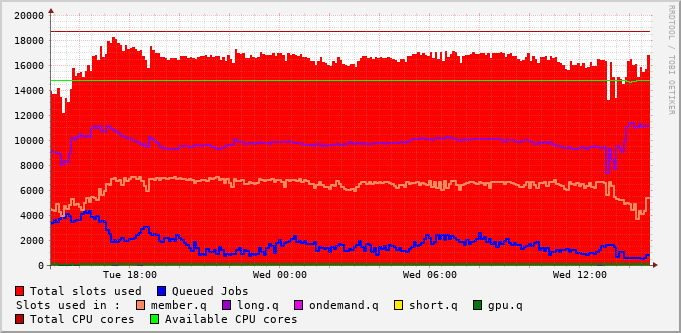 20000
18000
16000
14000
12000
10000
8000
6000
4000
2000
0
Tue 18:00 Wed 00:00 Wed 06:00 Wed 12:00
RRDTOOL / TOBI OETIKER
Total slots used Queued Jobs
Slots used in : member.q long.q ondemand.q short.q gpu.q
Total CPU cores Available CPU cores